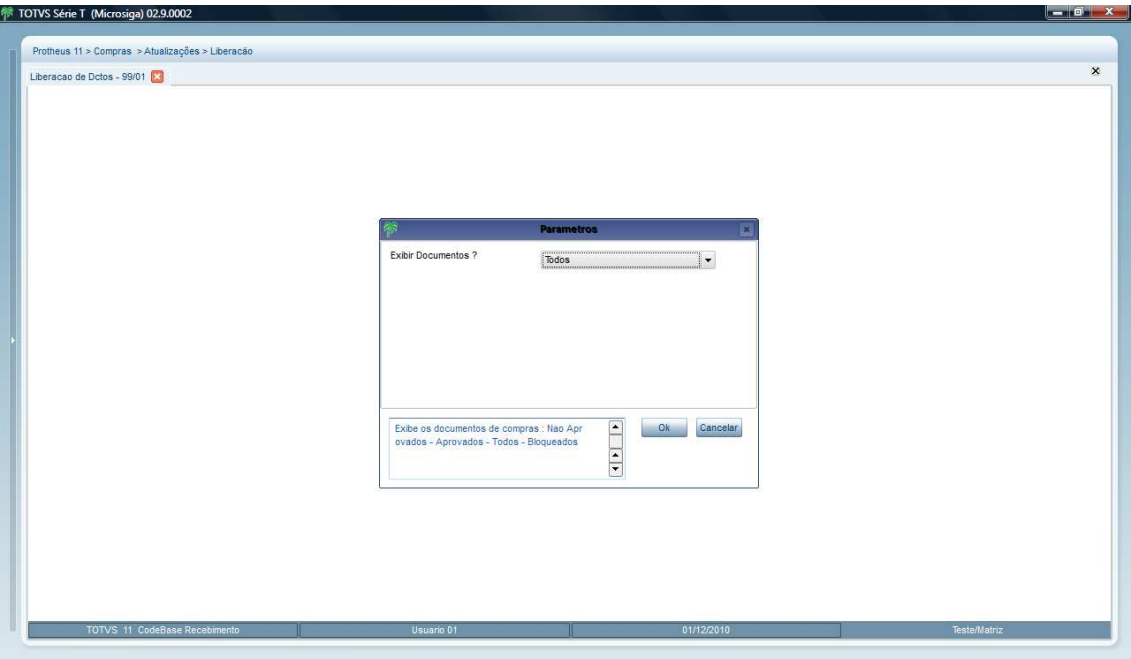 TOTVS Série T (Microsiga) 02.9.0002
Protheus 11 > Compras > Atualizações > Liberacão
Liberacao de Dctos - 99/01
Parametros
Exibir Documentos ?
Todos
Exibe os documentos de compras : Nao Apr
ovados - Aprovados - Todos - Bloqueados
Ok
Cancelar
TOTVS 11 CodeBase Recebimento
Usuario 01
01/12/2010
Teste/Matriz